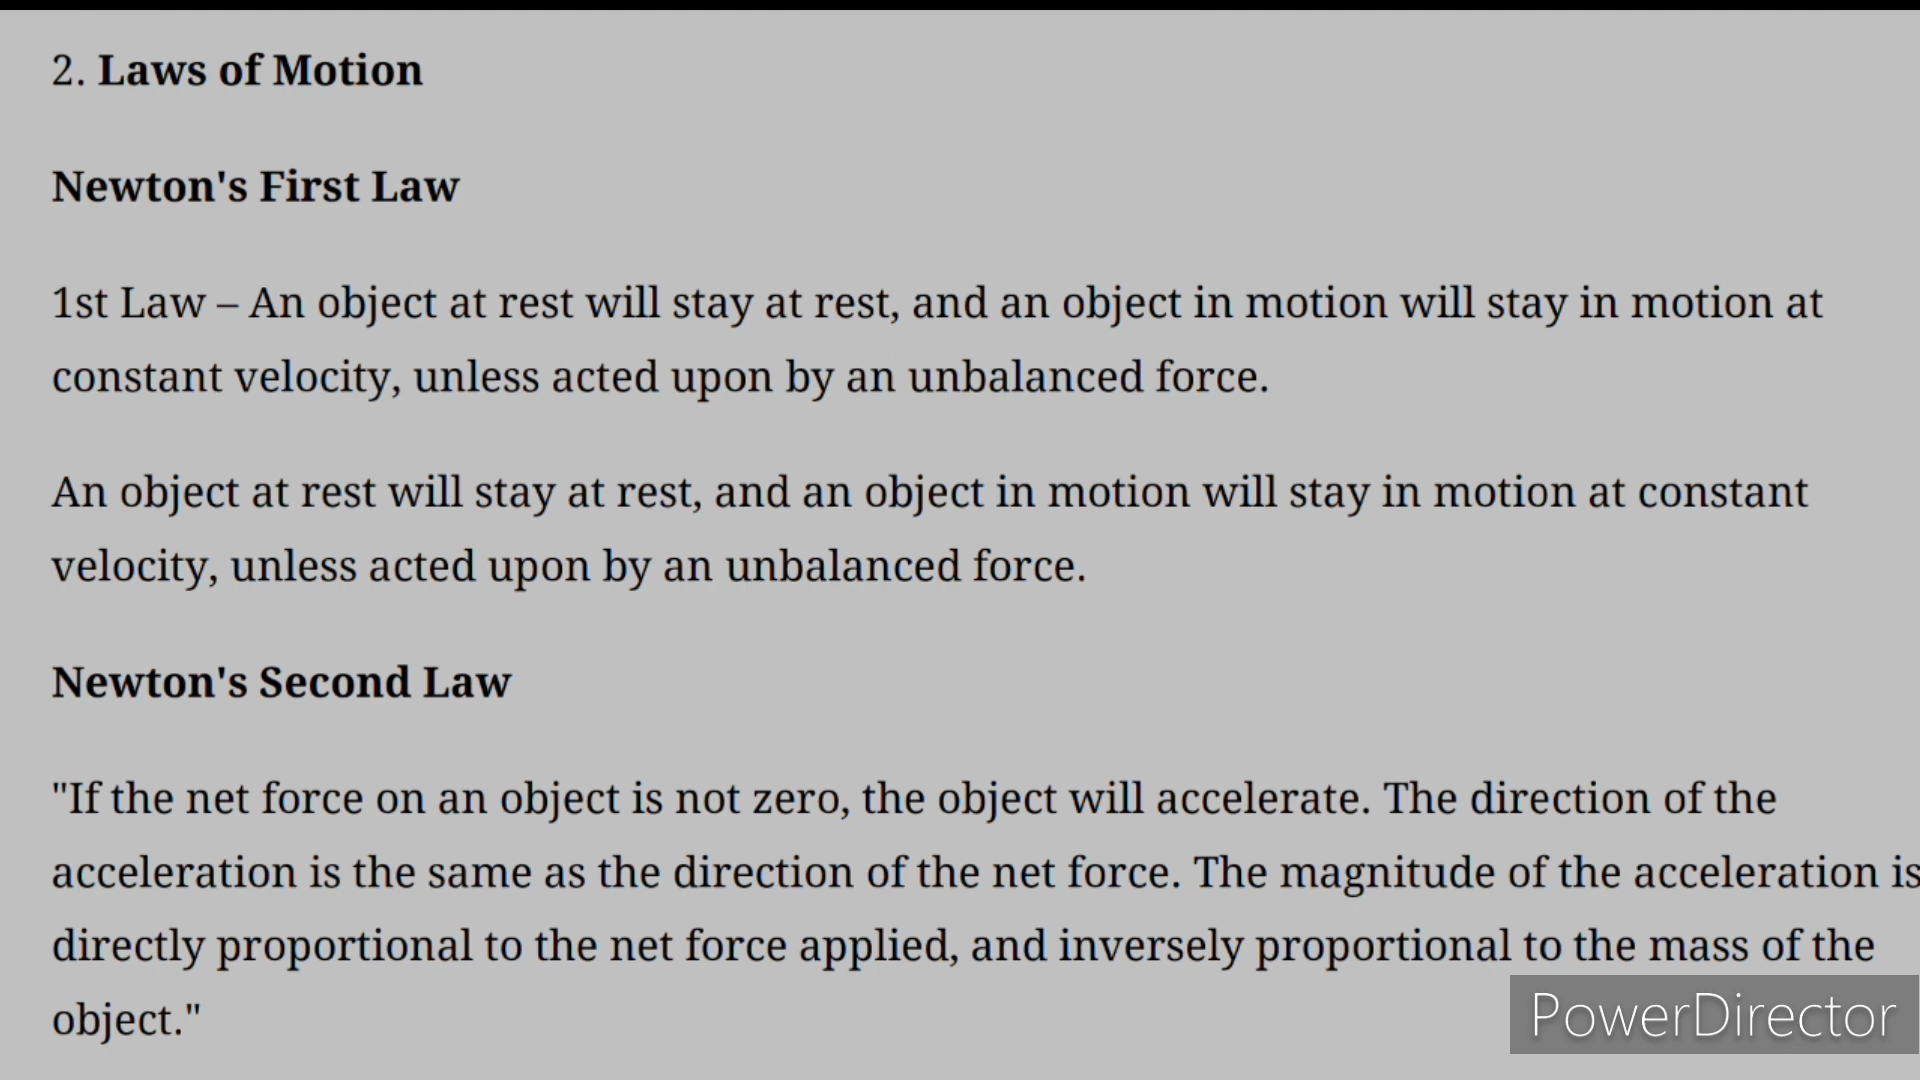 2. Laws of Motion
Newton's First Law
1st Law – An object at rest will stay at rest, and an object in motion will stay in motion at
constant velocity, unless acted upon by an unbalanced force.
An object at rest will stay at rest, and an object in motion will stay in motion at constant
velocity, unless acted upon by an unbalanced force.
Newton's Second Law
"If the net force on an object is not zero, the object will accelerate. The direction of the
acceleration is the same as the direction of the net force. The magnitude of the acceleration is
directly proportional to the net force applied, and inversely proportional to the mass of the
object."
PowerDirector